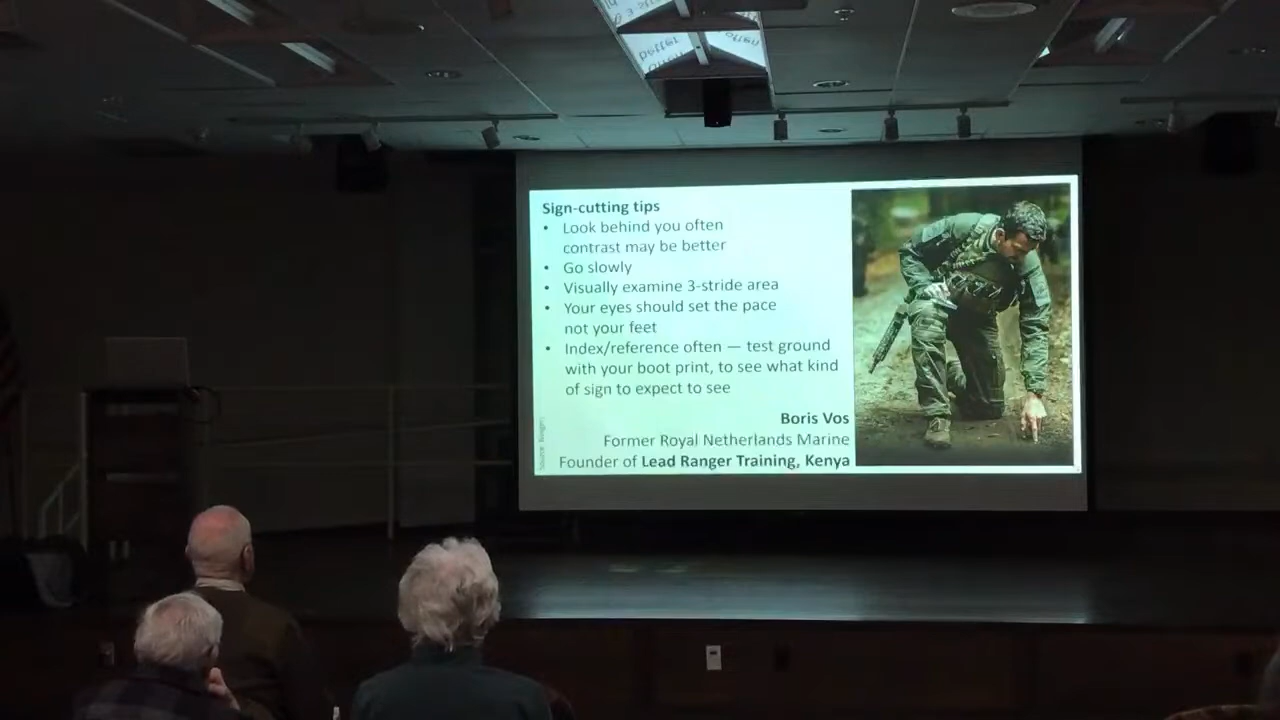 Sign-cutting tips
• Look behind you often
contrast may be better
• Go slowly
• Visually examine 3-stride area
• Your eyes should set the pace
not your feet
• Index/reference often — test ground
with your boot print, to see what kind
of sign to expect to see
Boris Vos
Former Royal Netherlands Marine
Founder of Lead Ranger Training, Kenya